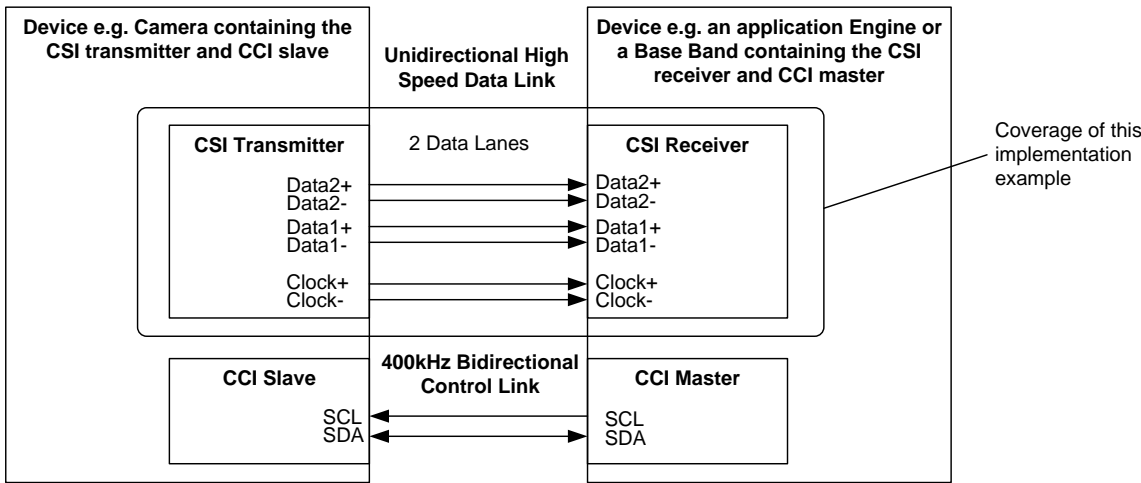 Device e.g. Camera containing the
CSI transmitter and CCI slave
Unidirectional High
Speed Data Link
Device e.g. an application Engine or
a Base Band containing the CSI
receiver and CCI master
CSI Transmitter
2 Data Lanes
CSI Receiver
Data2+
Data2-
Data1+
Data1-
Clock+
Clock-
Data2+
Data2-
Data1+
Data1-
Clock+
Clock-
Coverage of this
implementation
example
CCI Slave
400kHz Bidirectional
Control Link
CCI Master
SCL
SDA
SCL
SDA